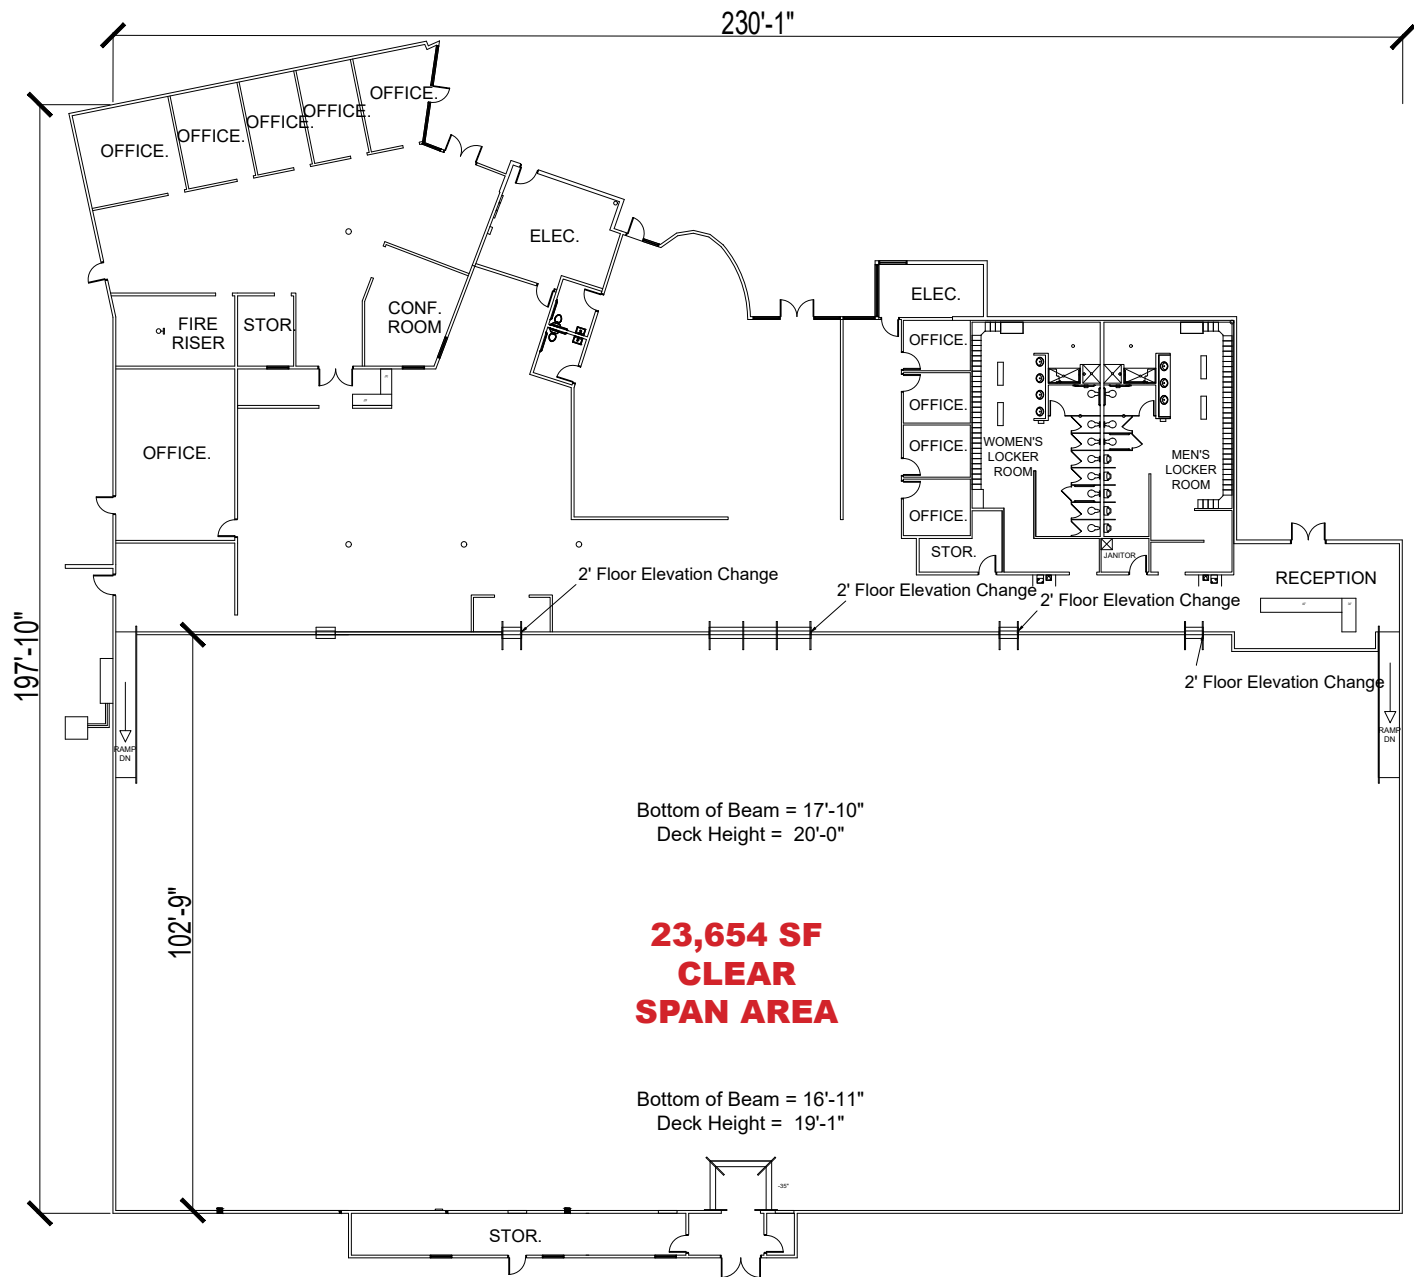 230'-1"
OFFICE.
OFFICE.
OFFICE.
OFFICE.
OFFICE.
ELEC.
ELEC.
CONF.
ROOM
FIRE
RISER
STOR.
OFFICE.
OFFICE.
OFFICE.
OFFICE.
OFFICE.
WOMEN'S
LOCKER
ROOM
MEN'S
LOCKER
ROOM
STOR.
JANITOR
RECEPTION
2' Floor Elevation Change
2' Floor Elevation Change
2' Floor Elevation Change
2' Floor Elevation Change
197'-10"
RAMP
DN
RAMP
DN
Bottom of Beam = 17'-10"
Deck Height = 20'-0"
102'-9"
23,654 SF
CLEAR
SPAN AREA
Bottom of Beam = 16'-11"
Deck Height = 19'-1"
-35"
STOR.